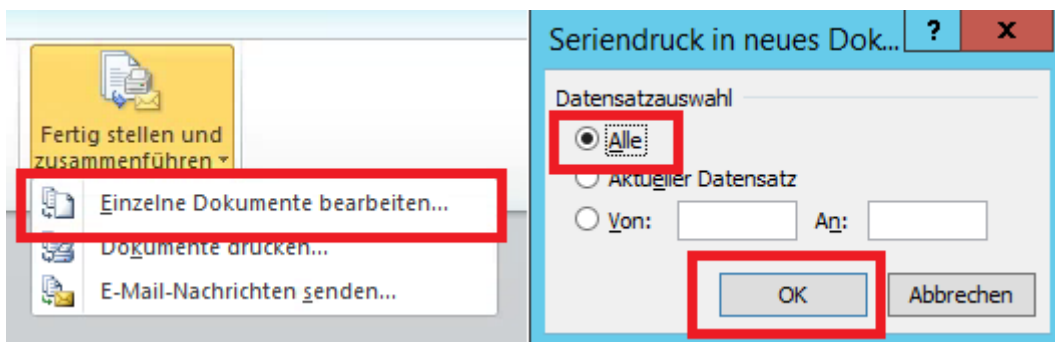 Fertig stellen und
zusammenführen
Einzelne Dokumente bearbeiten...
Dokumente drucken...
E-Mail-Nachrichten senden...
Seriendruck in neues Dok...
?
x
Datensatzauswahl
Alle
Aktueller Datensatz
Von:
An:
OK
Abbrechen